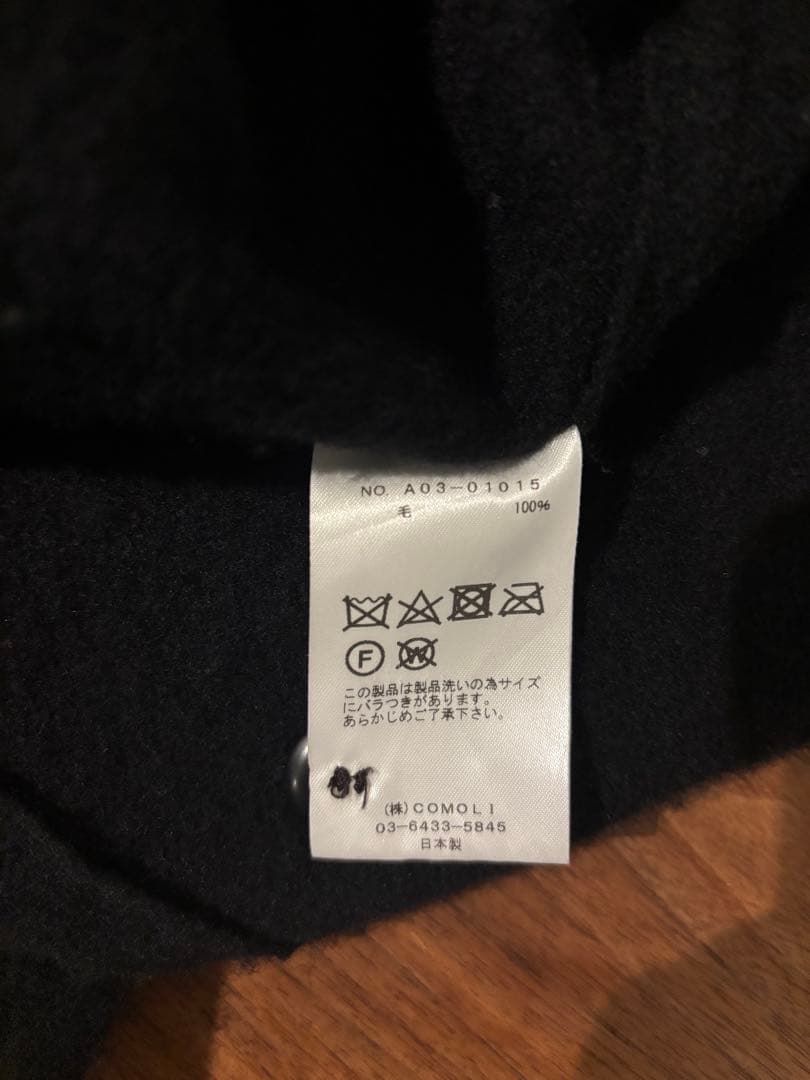 NO. A03-01015
毛 100%
F
W
この製品は製品洗いの為サイズ
にバラつきがあります。
あらかじめご了承下さい。
(株)COMOLI
03-6433-5845
日本製